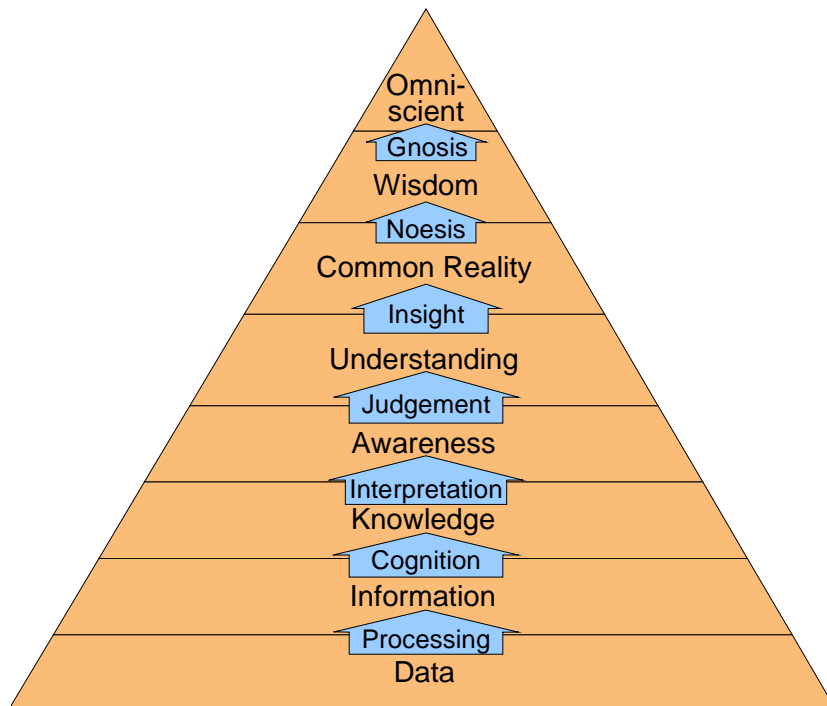 Omni-
scient
Gnosis
Wisdom
Noesis
Common Reality
Insight
Understanding
Judgement
Awareness
Interpretation
Knowledge
Cognition
Information
Processing
Data